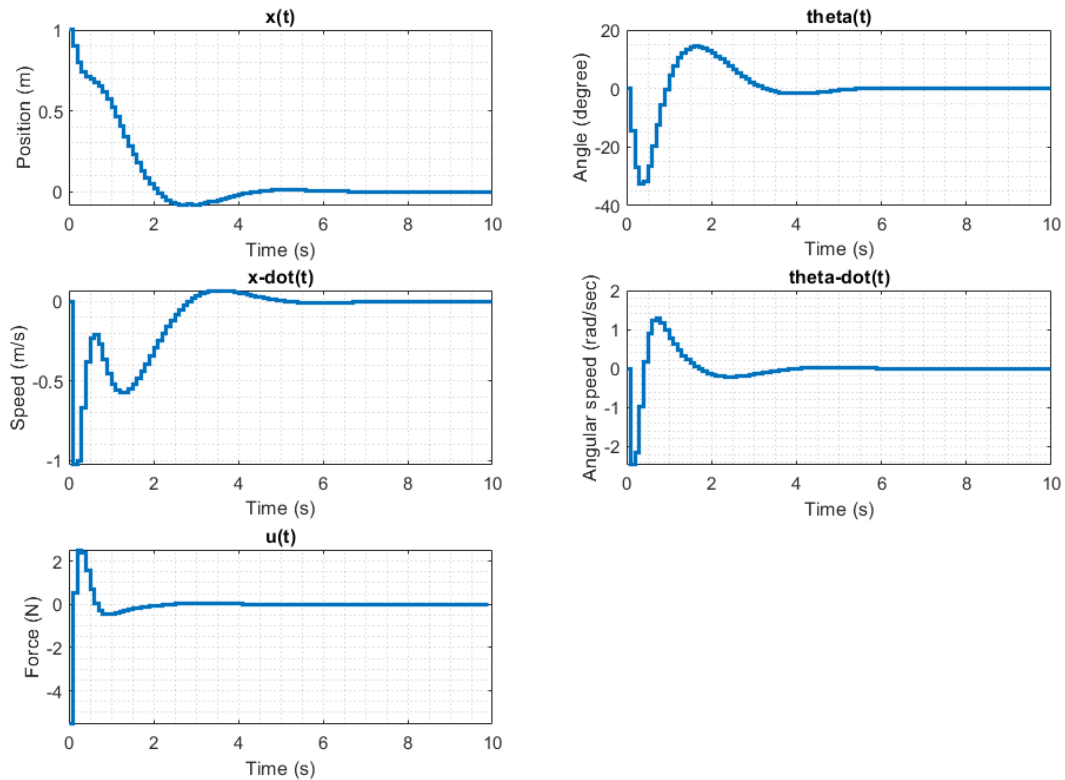 x(t)
1
0.5
0
Position (m)
0 2 4 6 8 10
Time (s)
theta(t)
20
0
-20
-40
Angle (degree)
0 2 4 6 8 10
Time (s)
x-dot(t)
0
-0.5
-1
Speed (m/s)
0 2 4 6 8 10
Time (s)
theta-dot(t)
2
1
0
-1
-2
Angular speed (rad/sec)
0 2 4 6 8 10
Time (s)
u(t)
2
0
-2
-4
Force (N)
0 2 4 6 8 10
Time (s)